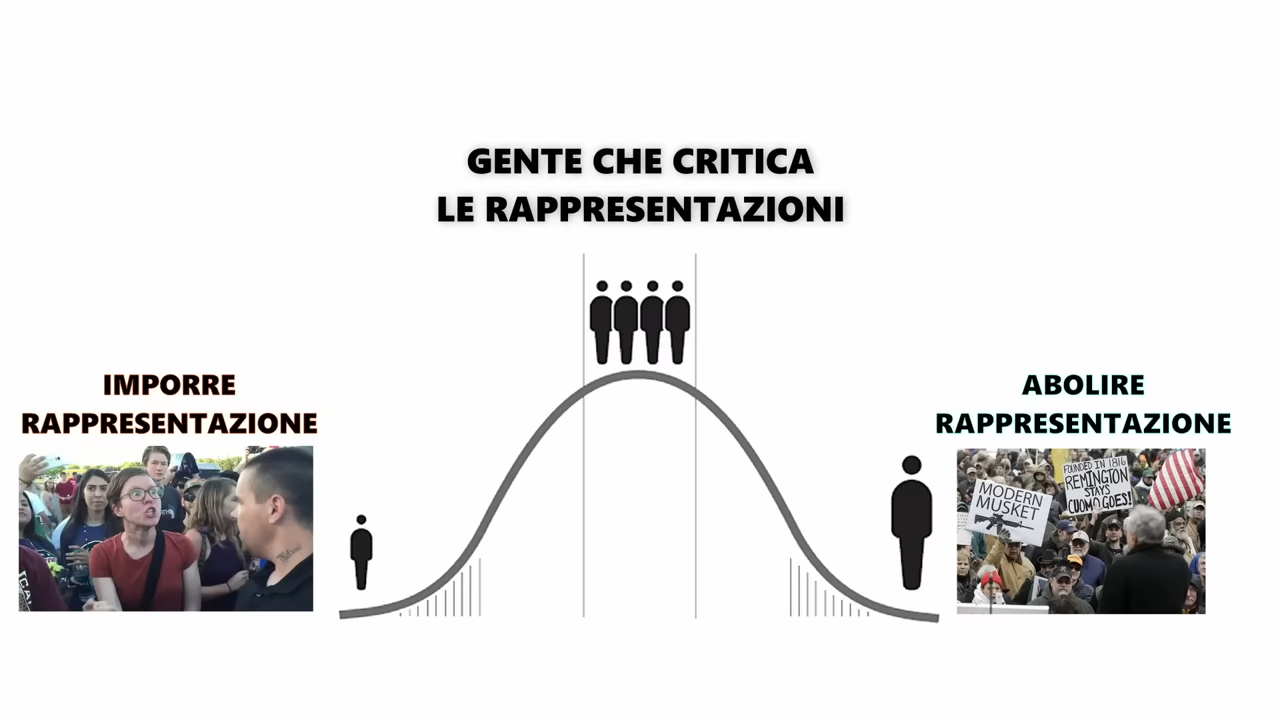 GENTE CHE CRITICA
LE RAPPRESENTAZIONI
IMPORRE
RAPPRESENTAZIONE
ABOLIRE
RAPPRESENTAZIONE
MODERN
MUSKET
FOUNDED IN 1816
REMINGTON
STAYS
CUOMO GOES!